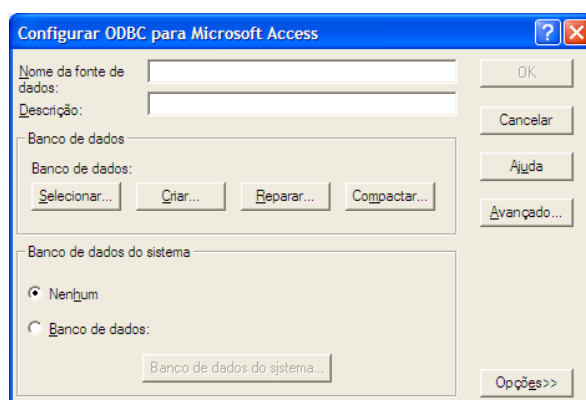 Configurar ODBC para Microsoft Access
Nome da fonte de
dados:
OK
Descrição:
Cancelar
Banco de dados
Banco de dados:
Ajuda
Selecionar...
Criar...
Reparar...
Compactar...
Avançado...
Banco de dados do sistema
Nenhum
Banco de dados:
Banco de dados do sistema...
Opções>>